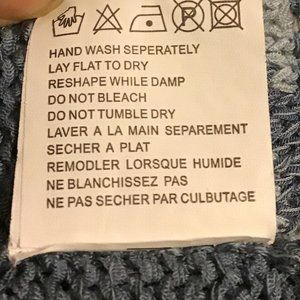 HAND WASH SEPERATELY
LAY FLAT TO DRY
RESHAPE WHILE DAMP
DO NOT BLEACH
DO NOT TUMBLE DRY
LAVER A LA MAIN SEPAREMENT
SECHER A PLAT
REMODLER LORSQUE HUMIDE
NE BLANCHISSEZ PAS
NE PAS SECHER PAR CULBUTAGE